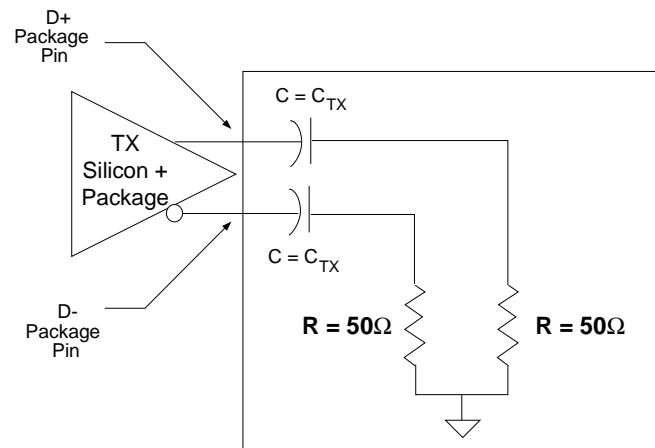 D+
Package
Pin
C = C_TX
TX
Silicon +
Package
C = C_TX
D-
Package
Pin
R = 50Ω
R = 50Ω